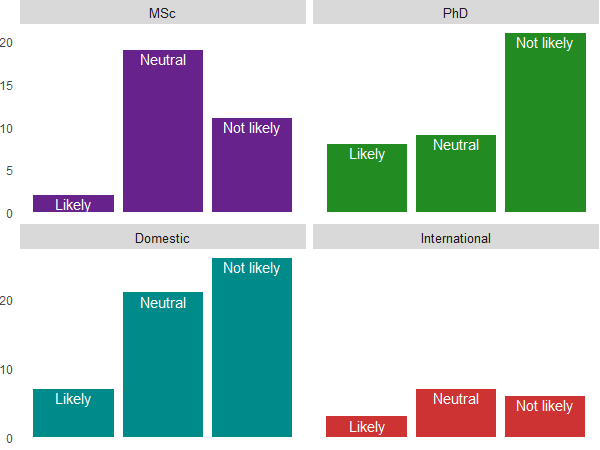 MSc
PhD
20
15
10
5
0
Likely
Neutral
Not likely
Likely
Neutral
Not likely
Domestic
International
20
10
0
Likely
Neutral
Not likely
Likely
Neutral
Not likely